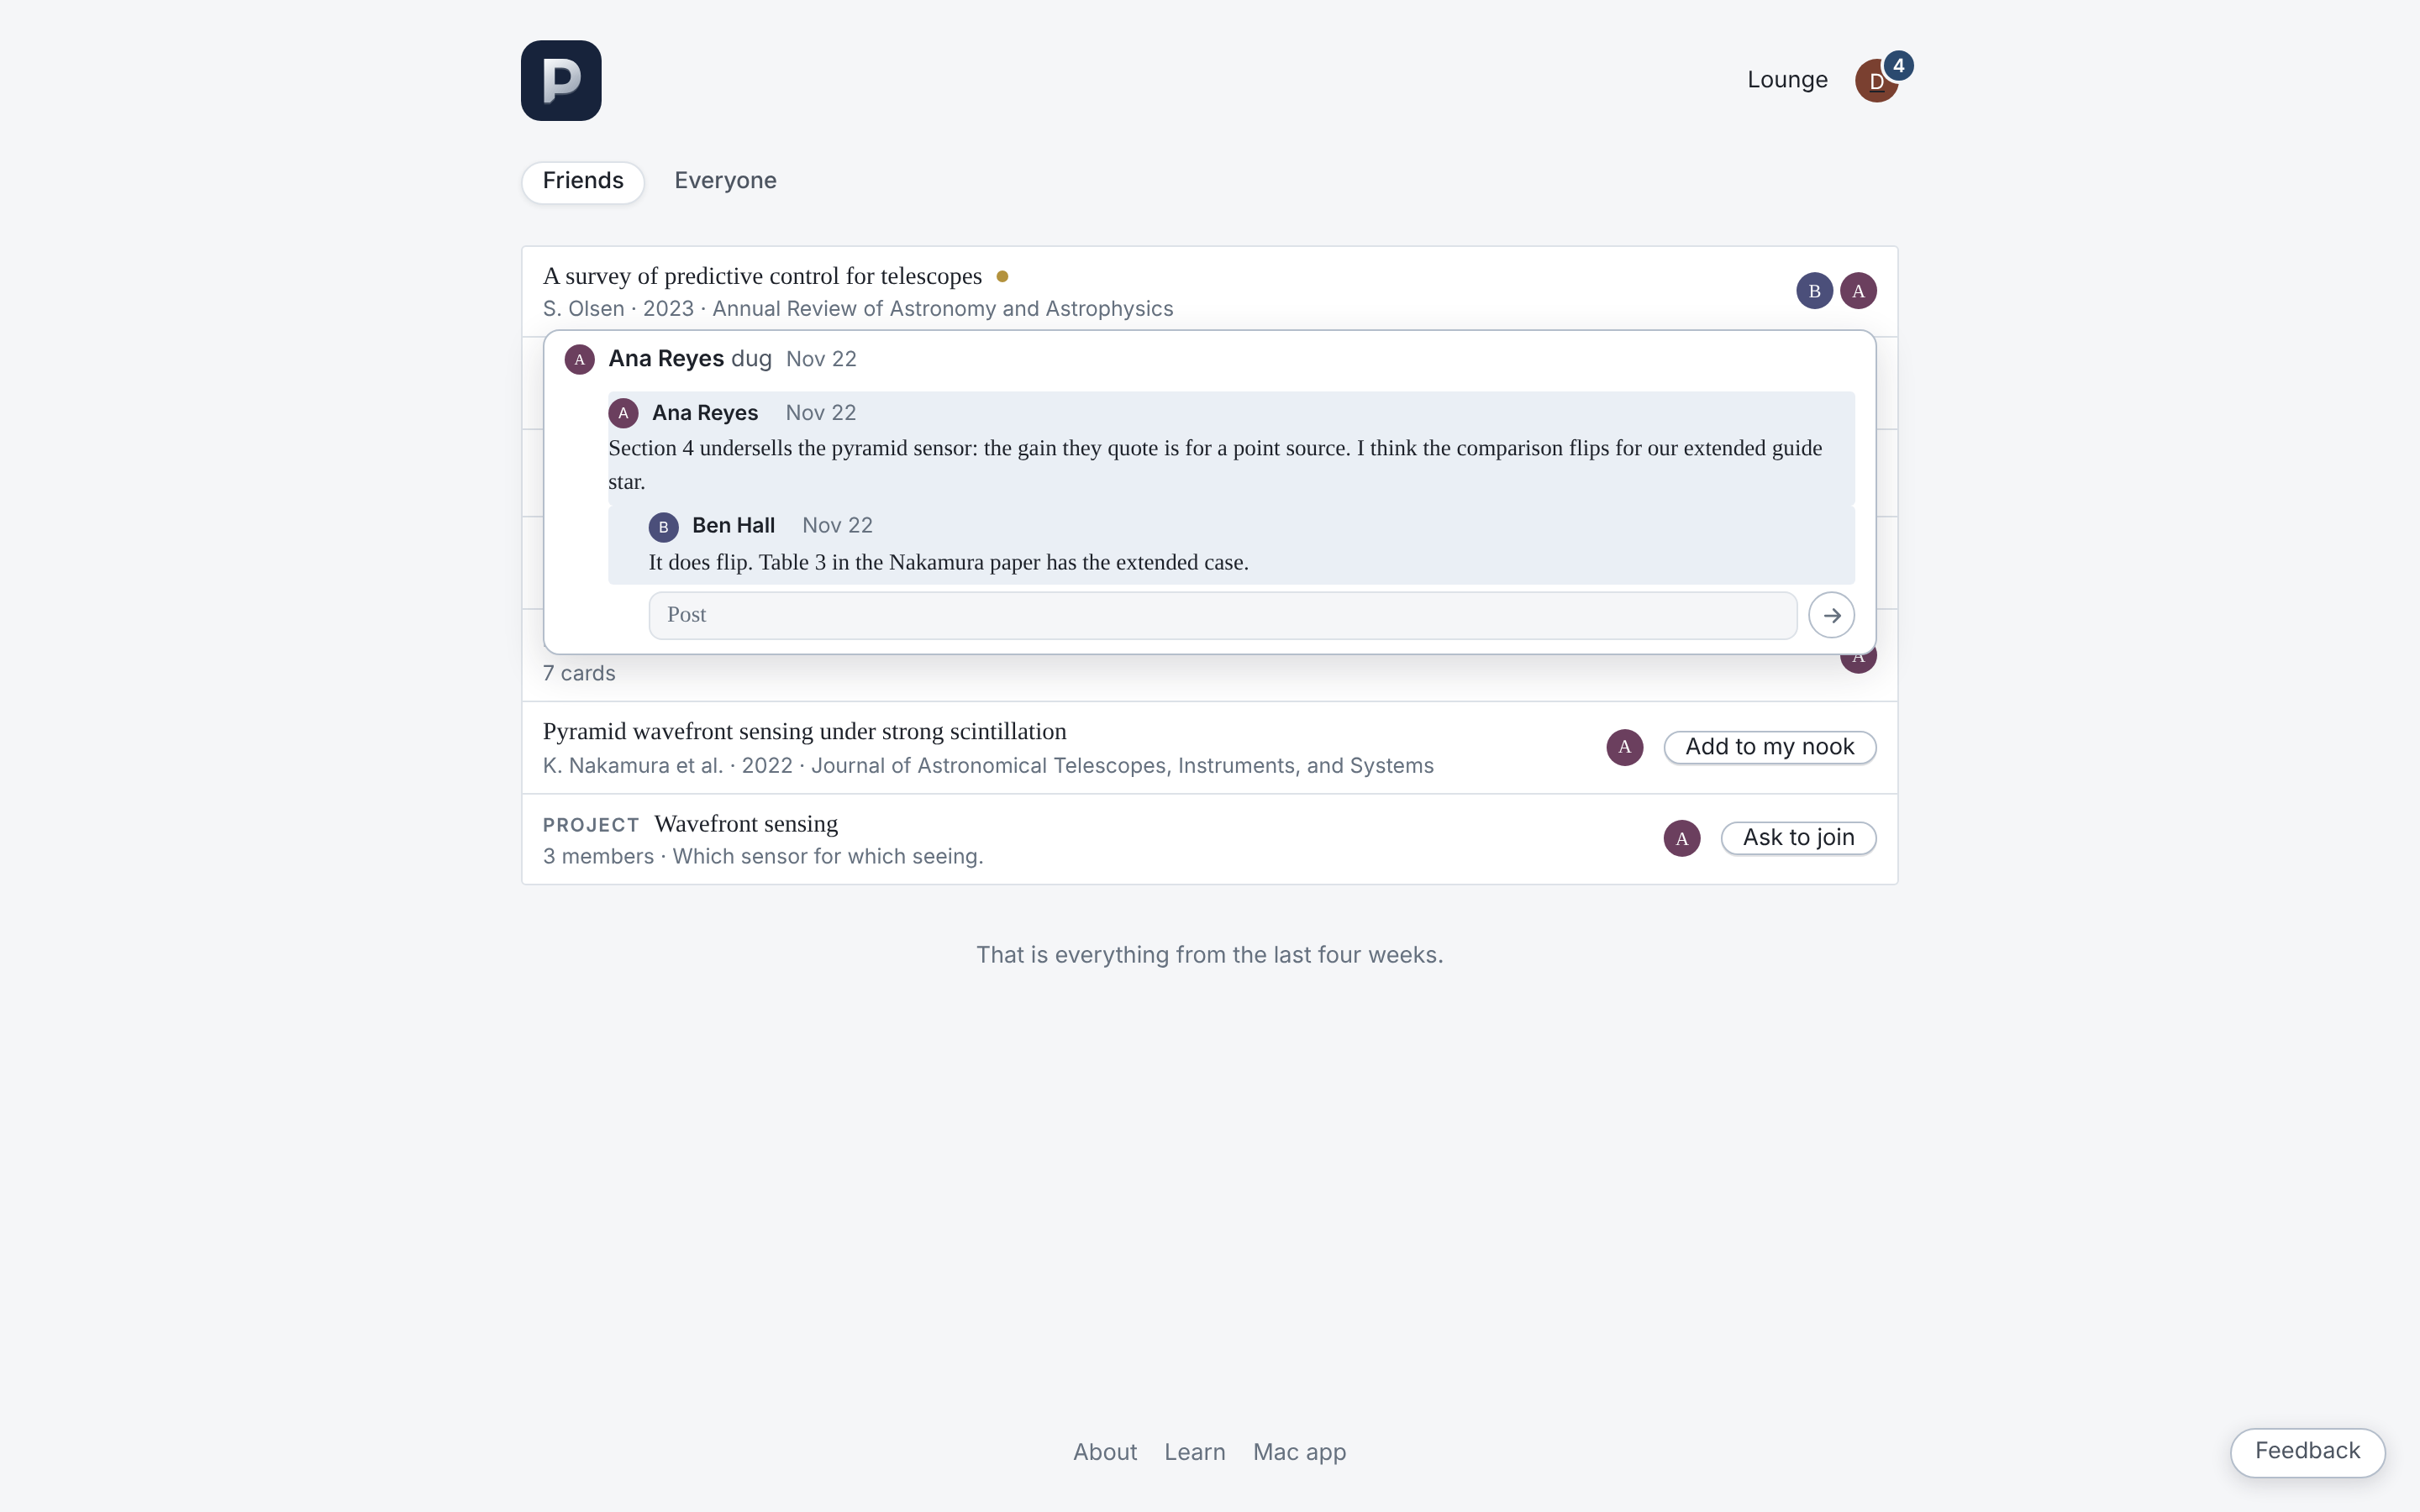 P
Lounge
D
4
Friends
Everyone
A survey of predictive control for telescopes
S. Olsen · 2023 · Annual Review of Astronomy and Astrophysics
B
A
A
Ana Reyes dug Nov 22
A
Ana Reyes Nov 22
Section 4 undersells the pyramid sensor: the gain they quote is for a point source. I think the comparison flips for our extended guide
star.
B
Ben Hall Nov 22
It does flip. Table 3 in the Nakamura paper has the extended case.
Post
A
7 cards
Pyramid wavefront sensing under strong scintillation
K. Nakamura et al. · 2022 · Journal of Astronomical Telescopes, Instruments, and Systems
A
Add to my nook
PROJECT Wavefront sensing
3 members · Which sensor for which seeing.
A
Ask to join
That is everything from the last four weeks.
About
Learn
Mac app
Feedback